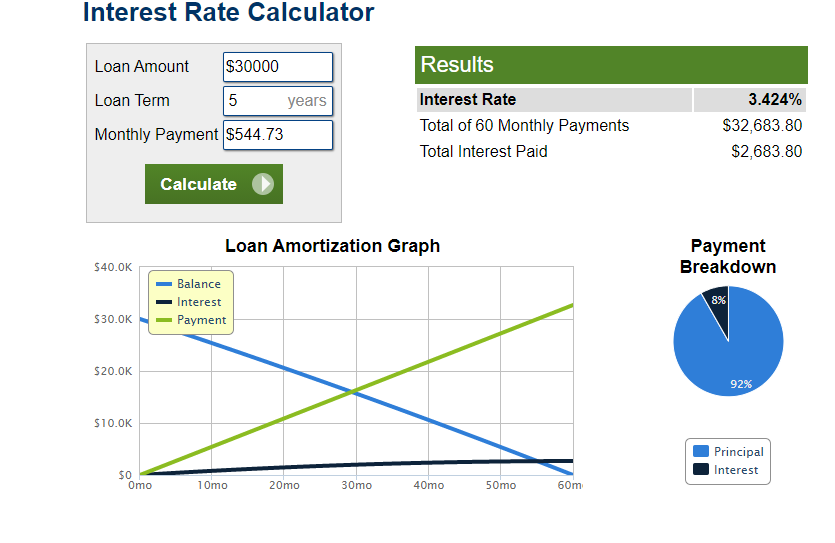 Interest Rate Calculator
Loan Amount $30000
Loan Term 5 years
Monthly Payment $544.73
Calculate
Results
Interest Rate 3.424%
Total of 60 Monthly Payments $32,683.80
Total Interest Paid $2,683.80
Loan Amortization Graph
$40.0K
$30.0K
$20.0K
$10.0K
$0
Balance
Interest
Payment
0mo 10mo 20mo 30mo 40mo 50mo 60m
Payment
Breakdown
8%
92%
Principal
Interest